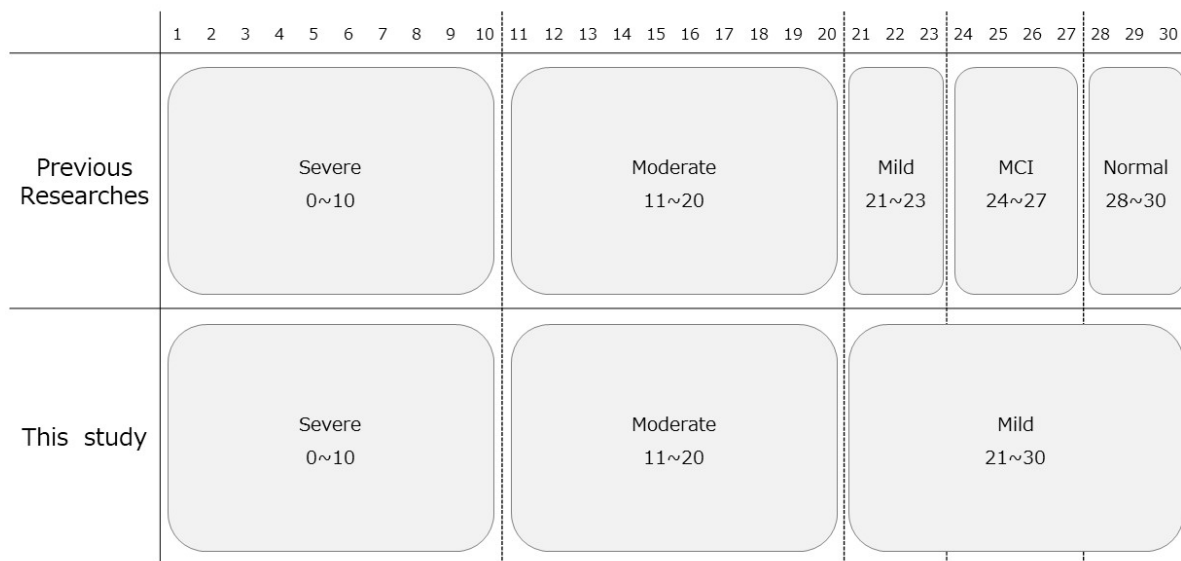 1 2 3 4 5 6 7 8 9 10 11 12 13 14 15 16 17 18 19 20 21 22 23 24 25 26 27 28 29 30
Previous
Researches
Severe
0~10
Moderate
11~20
Mild
21~23
MCI
24~27
Normal
28~30
This study
Severe
0~10
Moderate
11~20
Mild
21~30